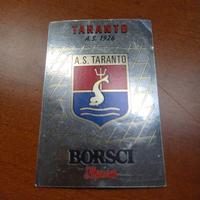 TARANTO
A.S. 1926
A.S. TARANTO
BORSCI